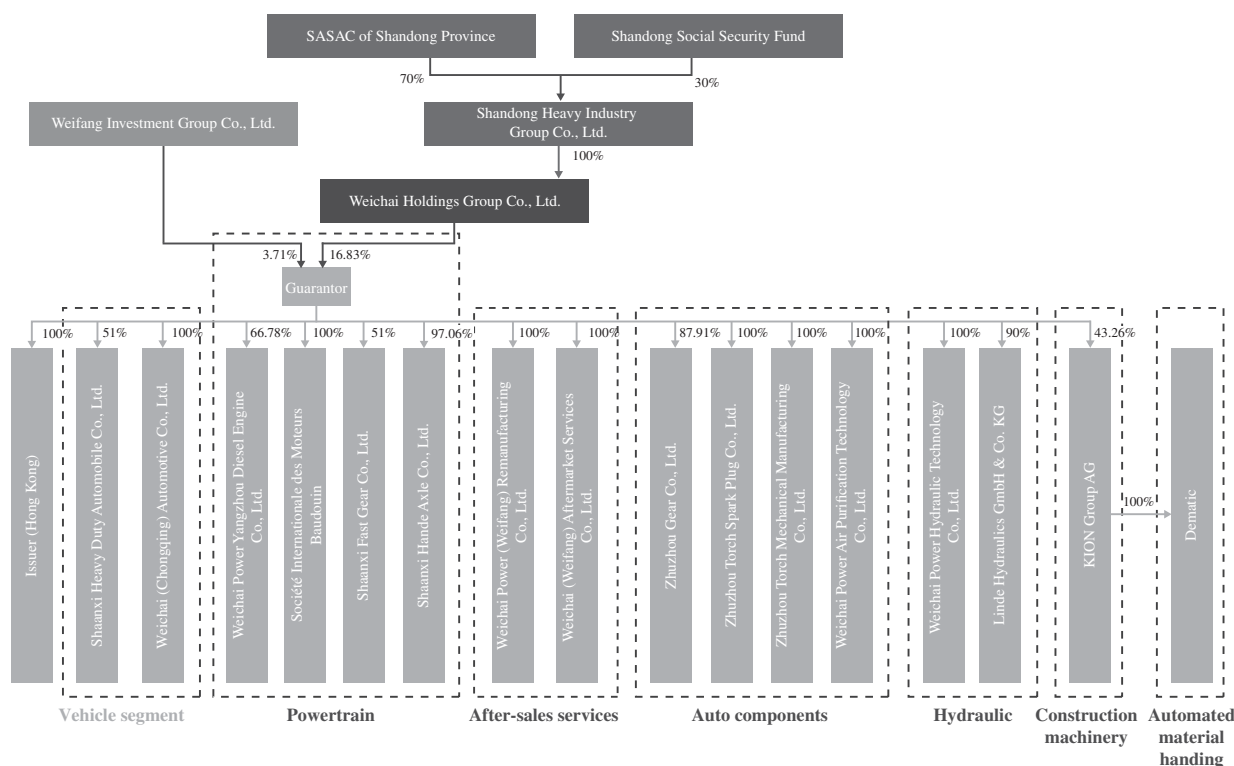 SASAC of Shandong Province
Shandong Social Security Fund
70%
30%
Weifang Investment Group Co., Ltd.
Shandong Heavy Industry
Group Co., Ltd.
100%
Weichai Holdings Group Co., Ltd.
3.71%
16.83%
Guarantor
100%
51%
100%
66.78%
100%
51%
97.06%
100%
100%
87.91%
100%
100%
100%
100%
90%
43.26%
Issuer (Hong Kong)
Shaanxi Heavy Duty Automobile Co., Ltd.
Weichai (Chongqing) Automotive Co., Ltd.
Weichai Power Yangzhou Diesel Engine
Co., Ltd.
Société Internationale des Moteurs
Baudouin
Shaanxi Fast Gear Co., Ltd.
Shaanxi Hande Axle Co., Ltd.
Weichai Power (Weifang) Remanufacturing
Co., Ltd.
Weichai (Weifang) Aftermarket Services
Co., Ltd.
Zhuzhou Gear Co., Ltd.
Zhuzhou Torch Spark Plug Co., Ltd.
Zhuzhou Torch Mechanical Manufacturing
Co., Ltd.
Weichai Power Air Purification Technology
Co., Ltd.
Weichai Power Hydraulic Technology
Co., Ltd.
Linde Hydraulics GmbH & Co. KG
KION Group AG
100%
Dematic
Vehicle segment
Powertrain
After-sales services
Auto components
Hydraulic
Construction
machinery
Automated
material
handing